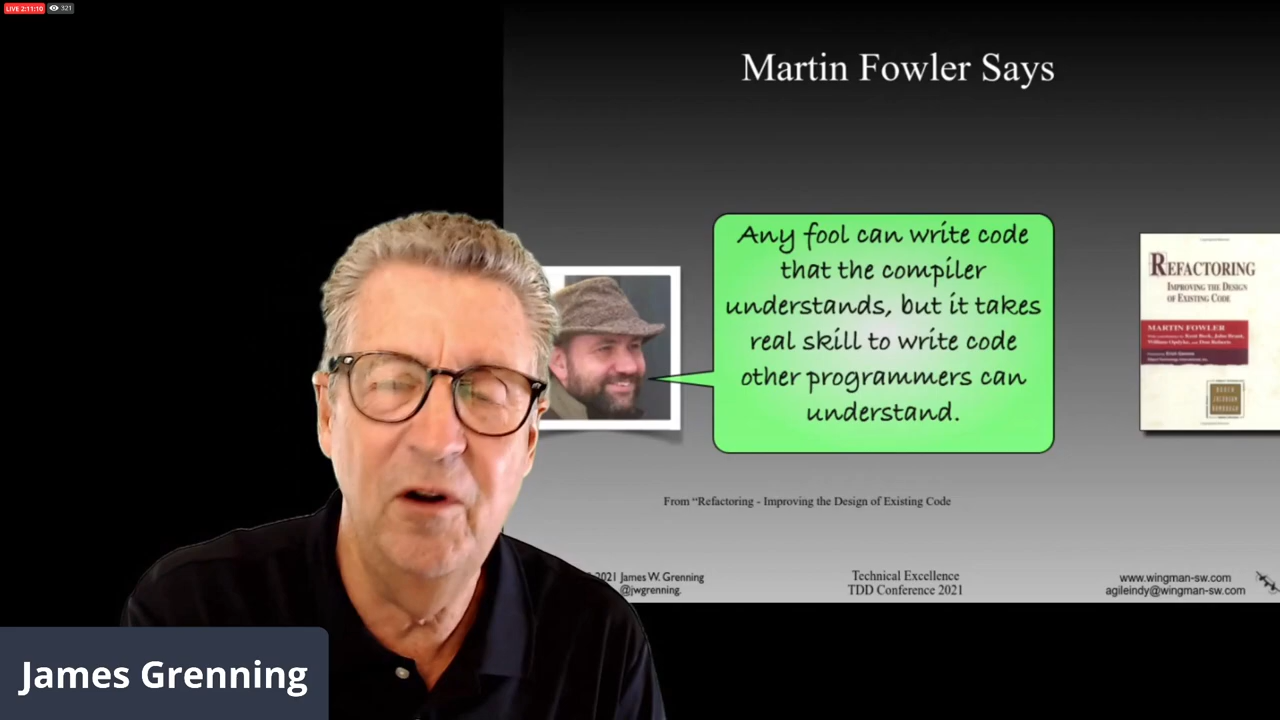 LIVE 2:11:10 321
Martin Fowler Says
Any fool can write code
that the compiler
understands, but it takes
real skill to write code
other programmers can
understand.
REFACTORING
IMPROVING THE DESIGN
OF EXISTING CODE
MARTIN FOWLER
From “Refactoring - Improving the Design of Existing Code
2021 James W. Grenning
@jwgrenning.
Technical Excellence
TDD Conference 2021
www.wingman-sw.com
agileindy@wingman-sw.com
James Grenning